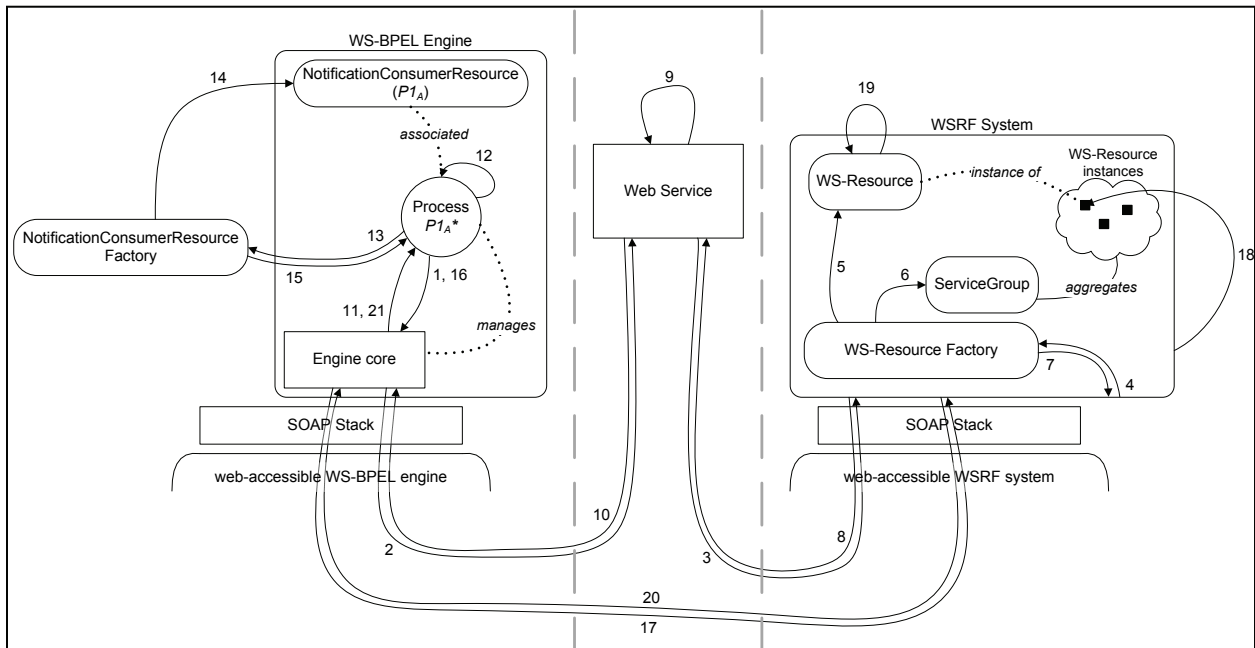 WS-BPEL Engine
NotificationConsumerResource
(P1A)
14
associated
12
Process
P1A*
NotificationConsumerResource
Factory
13
15
1, 16
11, 21
manages
Engine core
SOAP Stack
web-accessible WS-BPEL engine
9
Web Service
10
2
3
8
20
17
WSRF System
19
WS-Resource
instance of
WS-Resource
instances
5
6
ServiceGroup
aggregates
18
WS-Resource Factory
7
4
SOAP Stack
web-accessible WSRF system